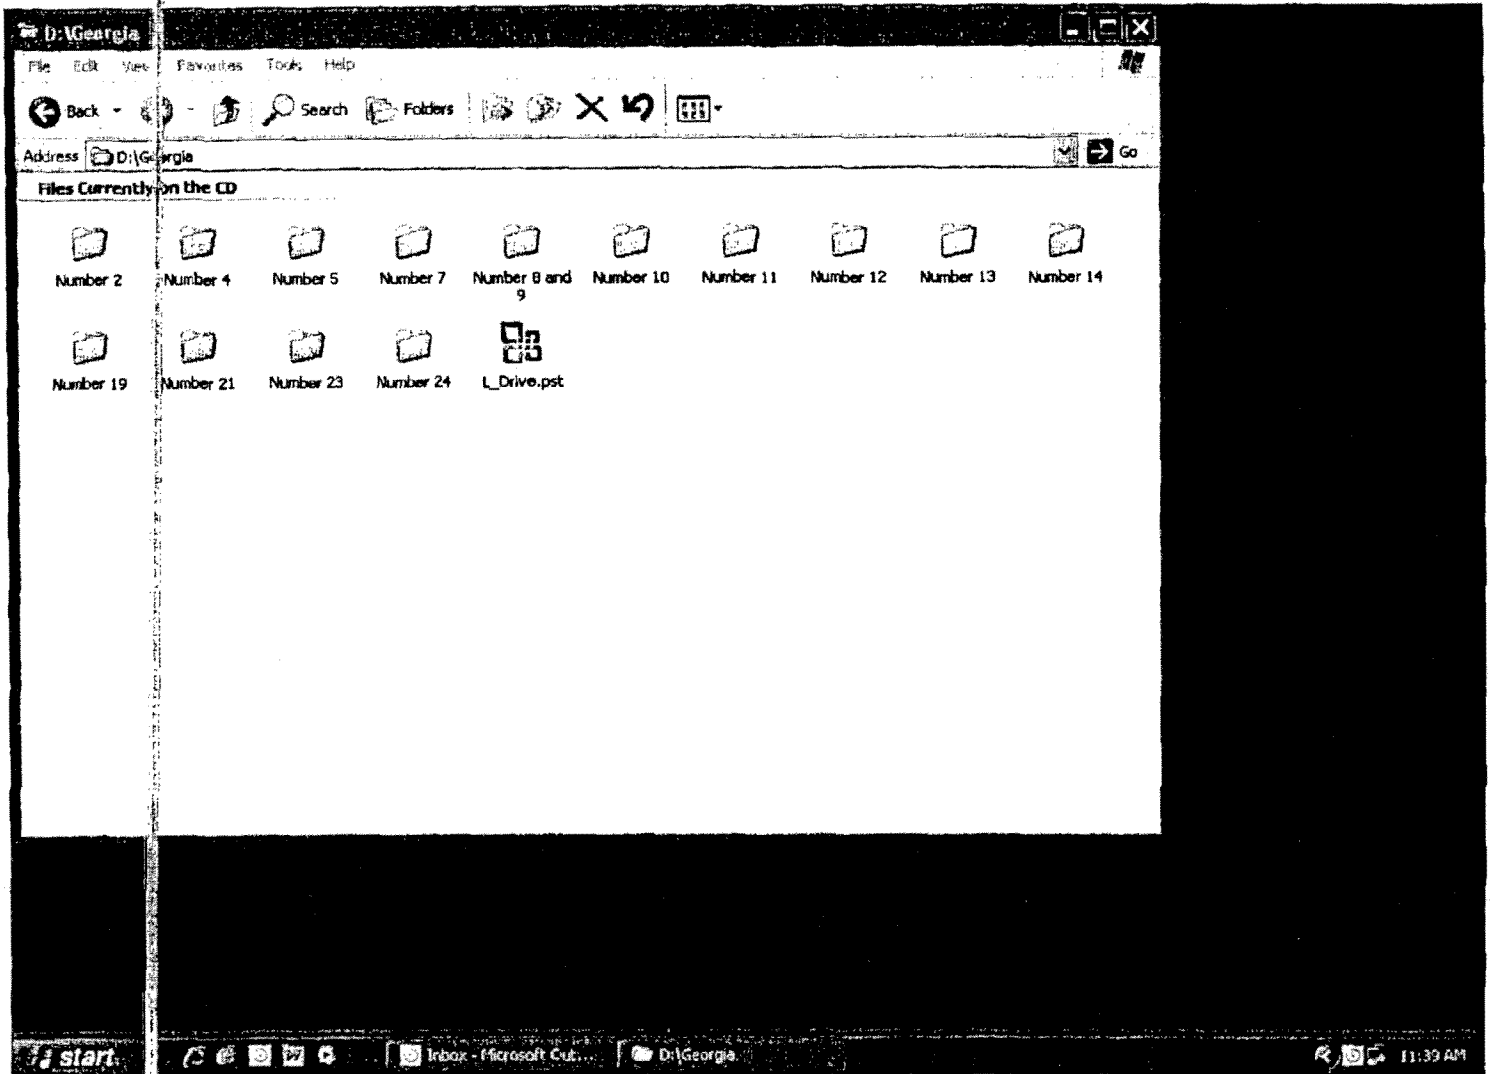 D:\Georgia
File Edit View Favorites Tools Help
Back Search Folders
Address D:\Georgia Go
Files Currently on the CD
Number 2 Number 4 Number 5 Number 7 Number 8 and 9 Number 10 Number 11 Number 12 Number 13 Number 14
Number 19 Number 21 Number 23 Number 24 L_Drive.pst
start Inbox - Microsoft Out... D:\Georgia 11:39 AM